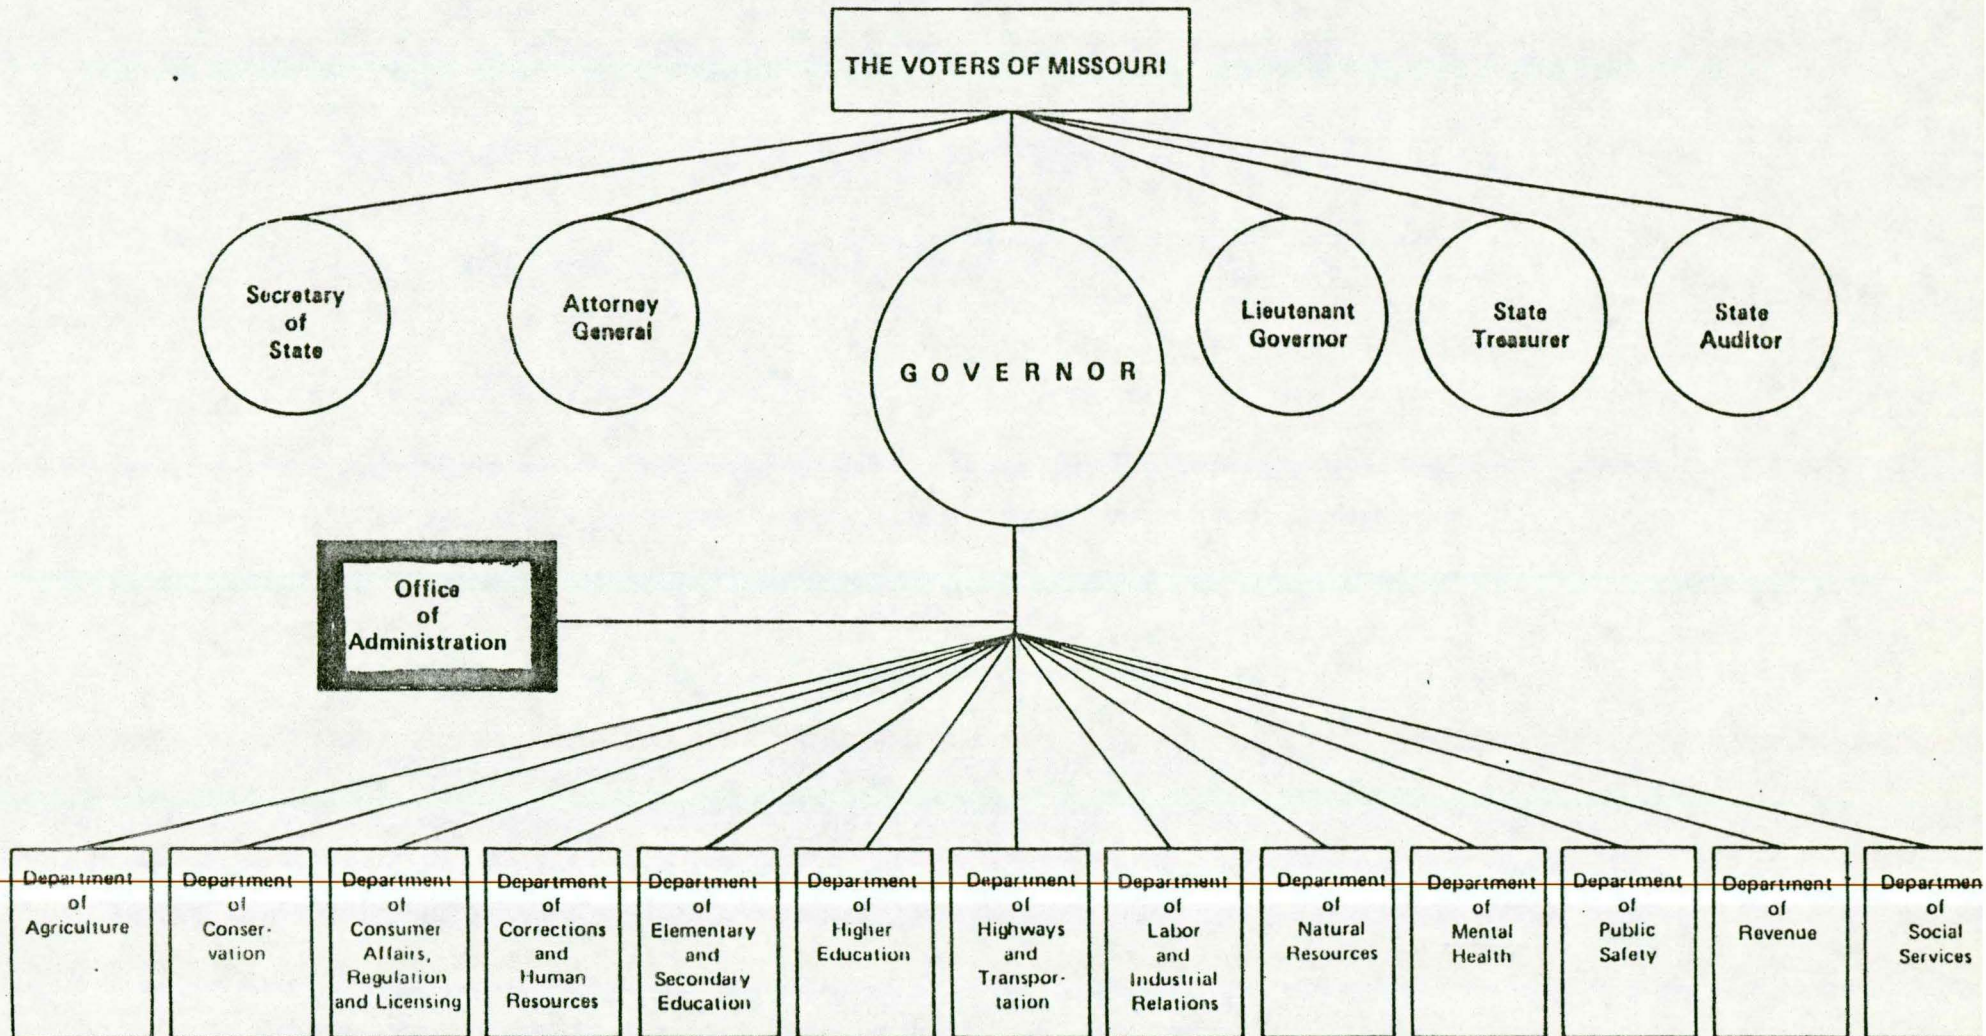 THE VOTERS OF MISSOURI
Secretary
of
State
Attorney
General
GOVERNOR
Lieutenant
Governor
State
Treasurer
State
Auditor
Office
of
Administration
Department
of
Agriculture
Department
of
Conser-
vation
Department
of
Consumer
Affairs,
Regulation
and Licensing
Department
of
Corrections
and
Human
Resources
Department
of
Elementary
and
Secondary
Education
Department
of
Higher
Education
Department
of
Highways
and
Transpor-
tation
Department
of
Labor
and
Industrial
Relations
Department
of
Natural
Resources
Department
of
Mental
Health
Department
of
Public
Safety
Department
of
Revenue
Departmen
of
Social
Services